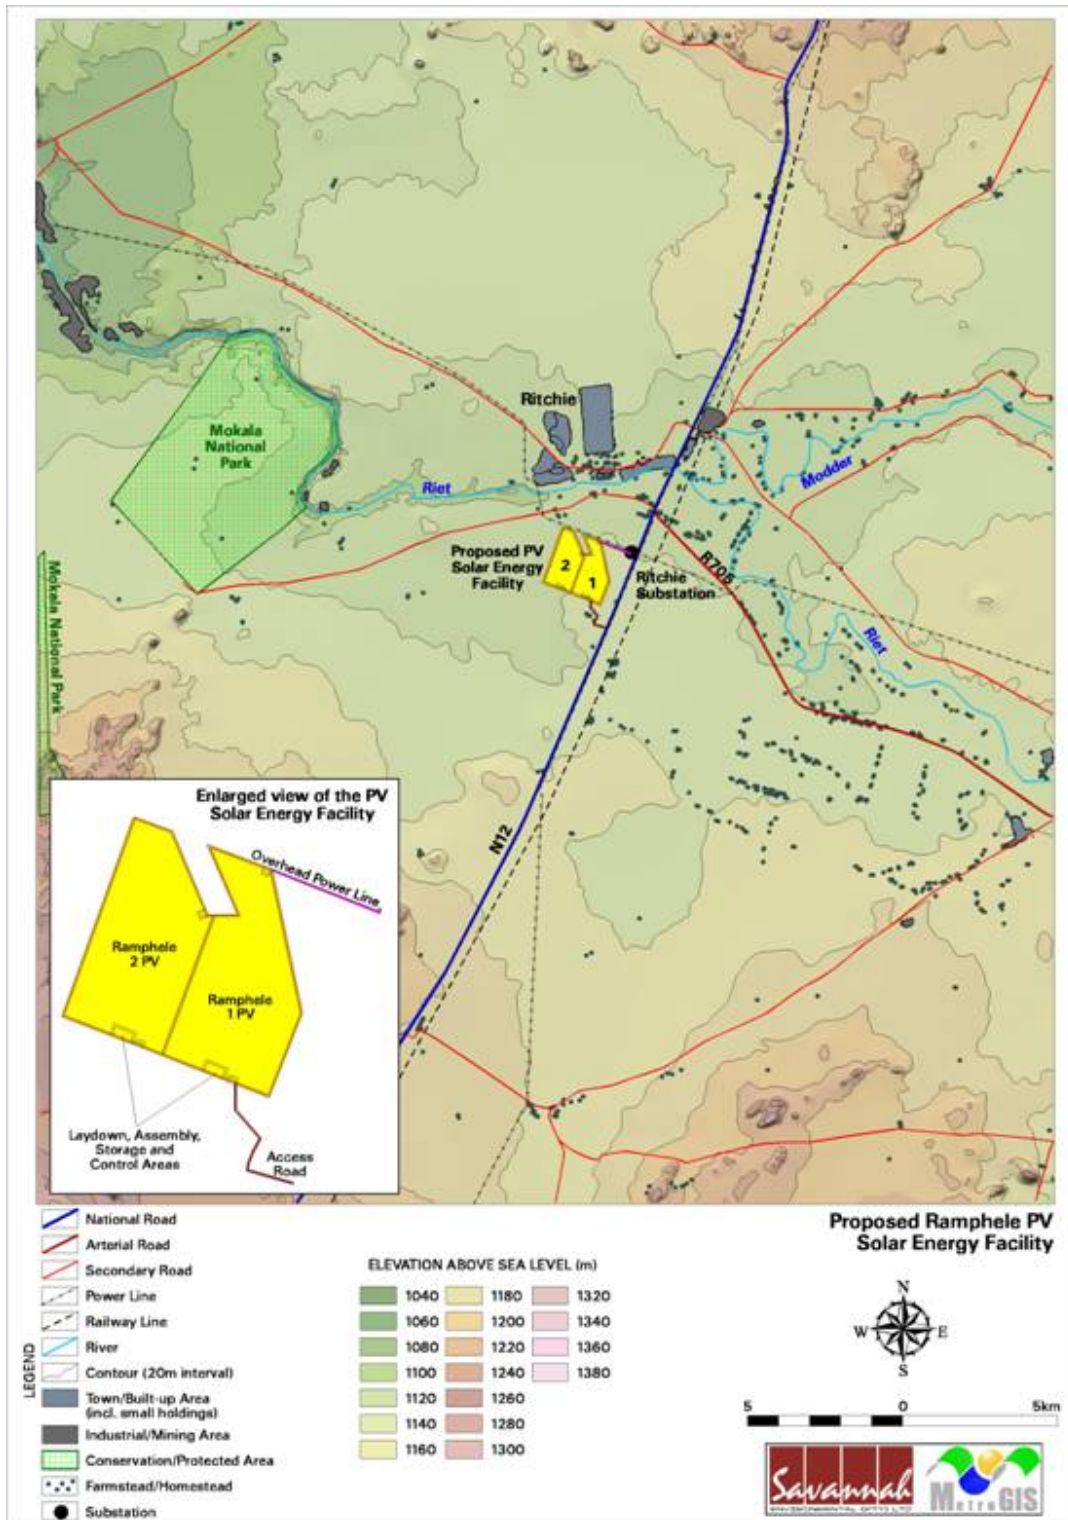 Ritchie
Mokala
National
Park
Riet
Modder
Proposed PV
Solar Energy
Facility
2
1
Ritchie
Substation
R705
Riet
Mokala National Park
N12
Enlarged view of the PV
Solar Energy Facility
Overhead Power Line
Ramphele
2 PV
Ramphele
1 PV
Laydown, Assembly,
Storage and
Control Areas
Access
Road
Proposed Ramphele PV
Solar Energy Facility
LEGEND
National Road
Arterial Road
Secondary Road
Power Line
Railway Line
River
Contour (20m interval)
Town/Built-up Area
(incl. small holdings)
Industrial/Mining Area
Conservation/Protected Area
Farmstead/Homestead
Substation
ELEVATION ABOVE SEA LEVEL (m)
1040 1180 1320
1060 1200 1340
1080 1220 1360
1100 1240 1380
1120 1260
1140 1280
1160 1300
N
W E
S
5 0 5km
Savannah
ENVIRONMENTAL (PTY) LTD
MetroGIS